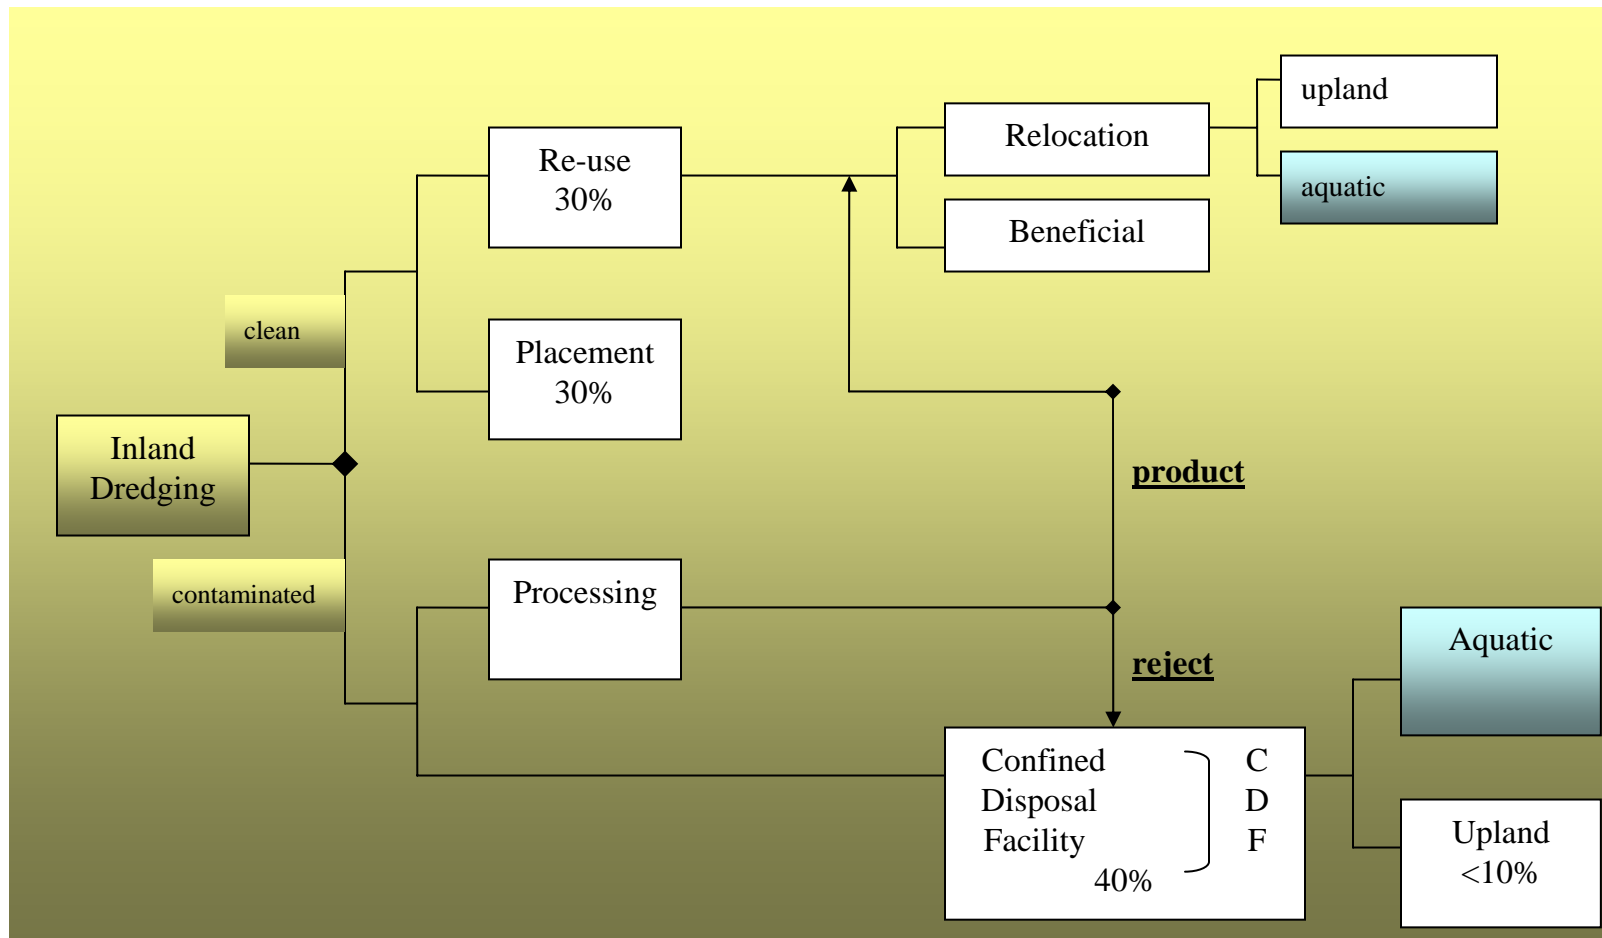 upland
Relocation
aquatic
Re-use
30%
Beneficial
clean
Placement
30%
Inland
Dredging
product
contaminated
Processing
reject
Aquatic
Confined C
Disposal D
Facility F
40%
Upland
<10%